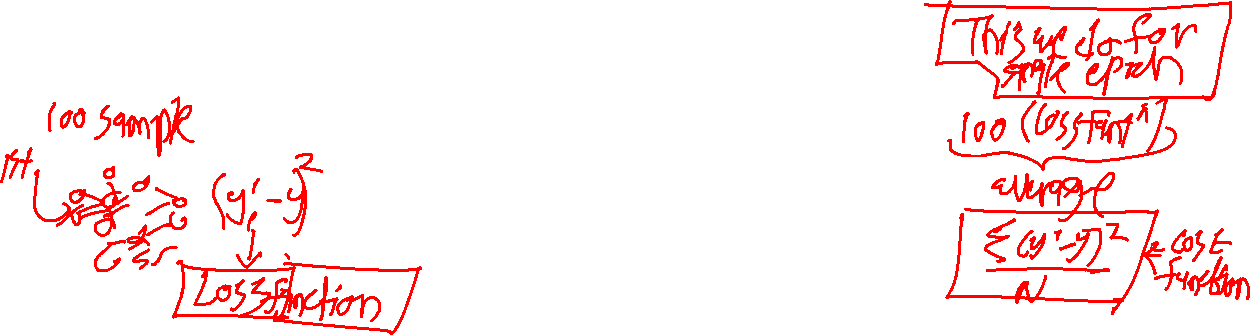 100 sample
1st
(y' - y)²
Loss function
This we do for
single epoch
100 (Loss funtⁿ)
average
Σ(y' - y)²
N
cost
function